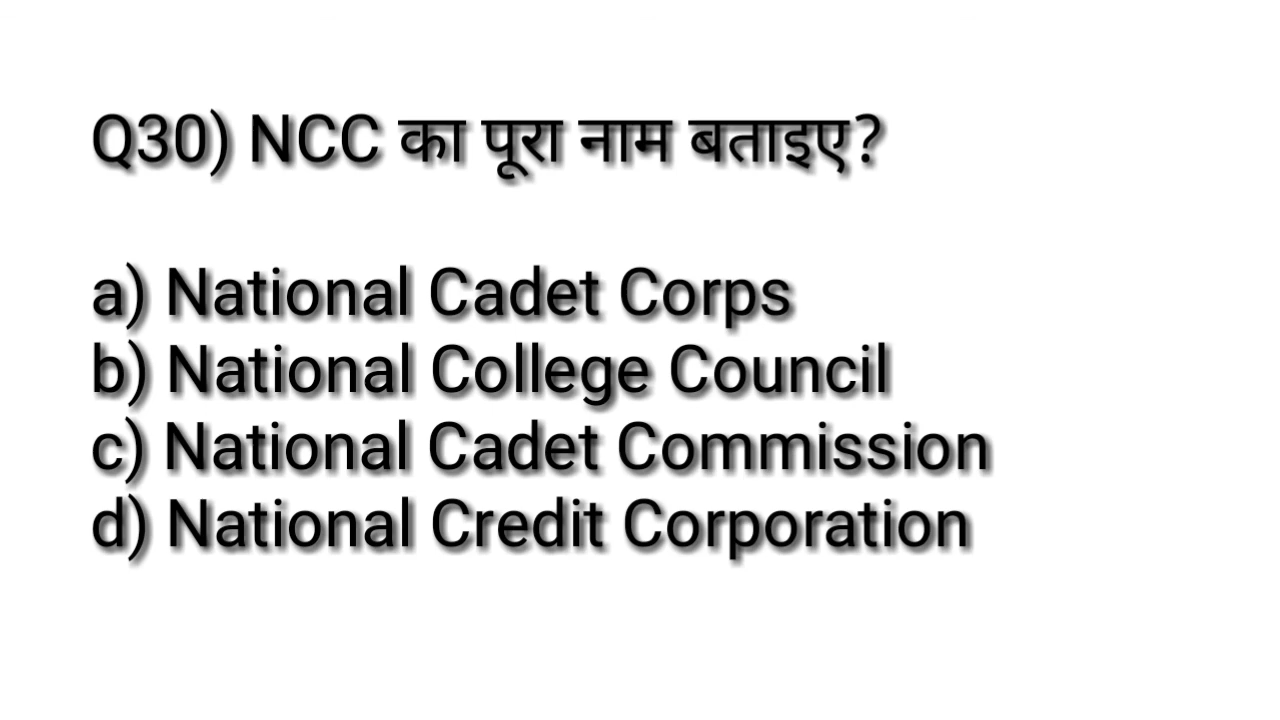 Q30) NCC का पूरा नाम बताइए?
a) National Cadet Corps
b) National College Council
c) National Cadet Commission
d) National Credit Corporation